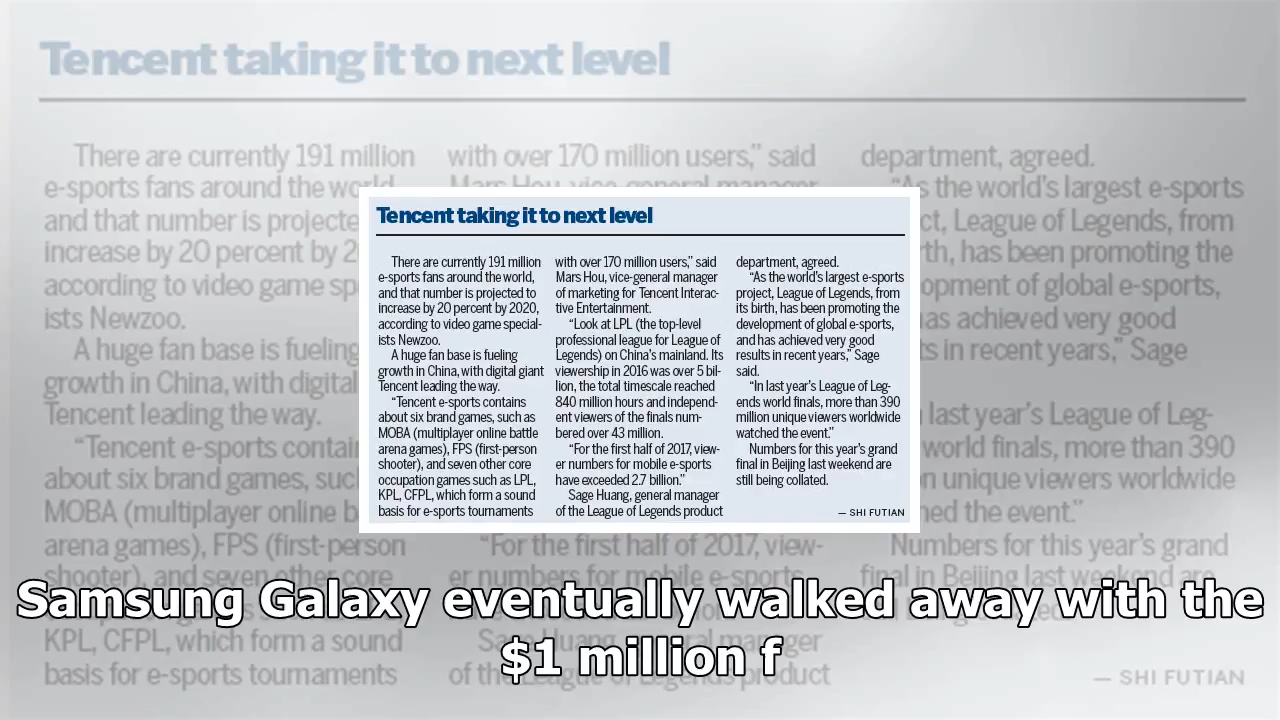 Tencent taking it to next level
There are currently 191 million
e-sports fans around the world,
and that number is projected to
increase by 20 percent by 2020,
according to video game special-
ists Newzoo.
A huge fan base is fueling
growth in China, with digital giant
Tencent leading the way.
“Tencent e-sports contains
about six brand games, such as
MOBA (multiplayer online battle
arena games), FPS (first-person
shooter), and seven other core
occupation games such as LPL,
KPL, CFPL, which form a sound
basis for e-sports tournaments
with over 170 million users,” said
Mars Hou, vice-general manager
of marketing for Tencent Interac-
tive Entertainment.
“Look at LPL (the top-level
professional league for League of
Legends) on China’s mainland. Its
viewership in 2016 was over 5 bil-
lion, the total timescale reached
840 million hours and independ-
ent viewers of the finals num-
bered over 43 million.
“For the first half of 2017, view-
er numbers for mobile e-sports
have exceeded 2.7 billion.”
Sage Huang, general manager
of the League of Legends product
department, agreed.
“As the world’s largest e-sports
project, League of Legends, from
its birth, has been promoting the
development of global e-sports,
and has achieved very good
results in recent years,” Sage
said.
“In last year’s League of Leg-
ends world finals, more than 390
million unique viewers worldwide
watched the event.”
Numbers for this year’s grand
final in Beijing last weekend are
still being collated.
— SHI FUTIAN
Samsung Galaxy eventually walked away with the
$1 million f